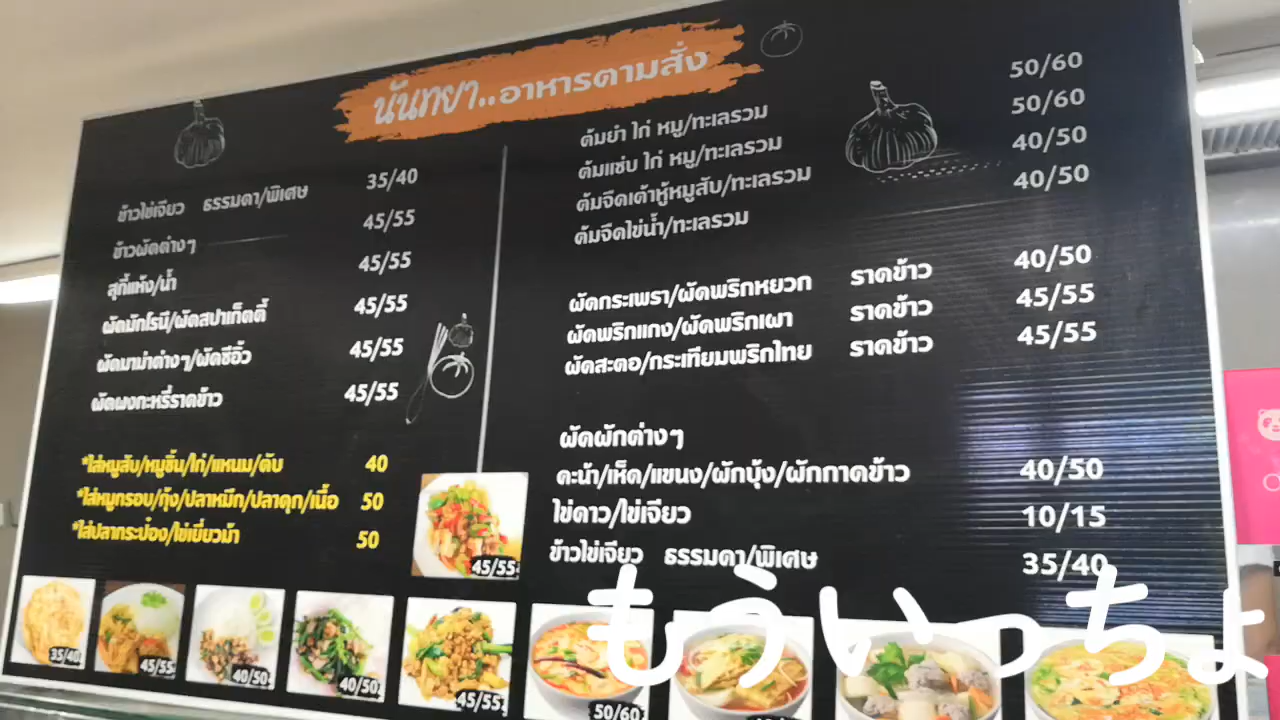 นันทยา..อาหารตามสั่ง
ข้าวไข่เจียว ธรรมดา/พิเศษ 35/40
ข้าวผัดต่างๆ 45/55
สุกี้แห้ง/น้ำ 45/55
ผัดมักโรนี/ผัดสปาเก็ตตี้ 45/55
ผัดมาม่าต่างๆ/ผัดซีอิ้ว 45/55
ผัดผงกะหรี่ราดข้าว 45/55
*ใส่หมูสับ/หมูชิ้น/ไก่/แหนม/ตับ 40
*ใส่หมูกรอบ/กุ้ง/ปลาหมึก/ปลาดุก/เนื้อ 50
*ใส่ปลากระป๋อง/ไข่เยี่ยวม้า 50
ต้มยำ ไก่ หมู/ทะเลรวม 50/60
ต้มแซ่บ ไก่ หมู/ทะเลรวม 50/60
ต้มจืดเต้าหู้หมูสับ/ทะเลรวม 40/50
ต้มจืดไข่น้ำ/ทะเลรวม 40/50
ผัดกระเพรา/ผัดพริกหยวก ราดข้าว 40/50
ผัดพริกแกง/ผัดพริกเผา ราดข้าว 45/55
ผัดสะตอ/กระเทียมพริกไทย ราดข้าว 45/55
ผัดผักต่างๆ
คะน้า/เห็ด/แขนง/ผักบุ้ง/ผักกาดขาว 40/50
ไข่ดาว/ไข่เจียว 10/15
ข้าวไข่เจียว ธรรมดา/พิเศษ 35/40
45/55
35/40
45/55
40/50
40/50
45/55
50/60
もういっちょ